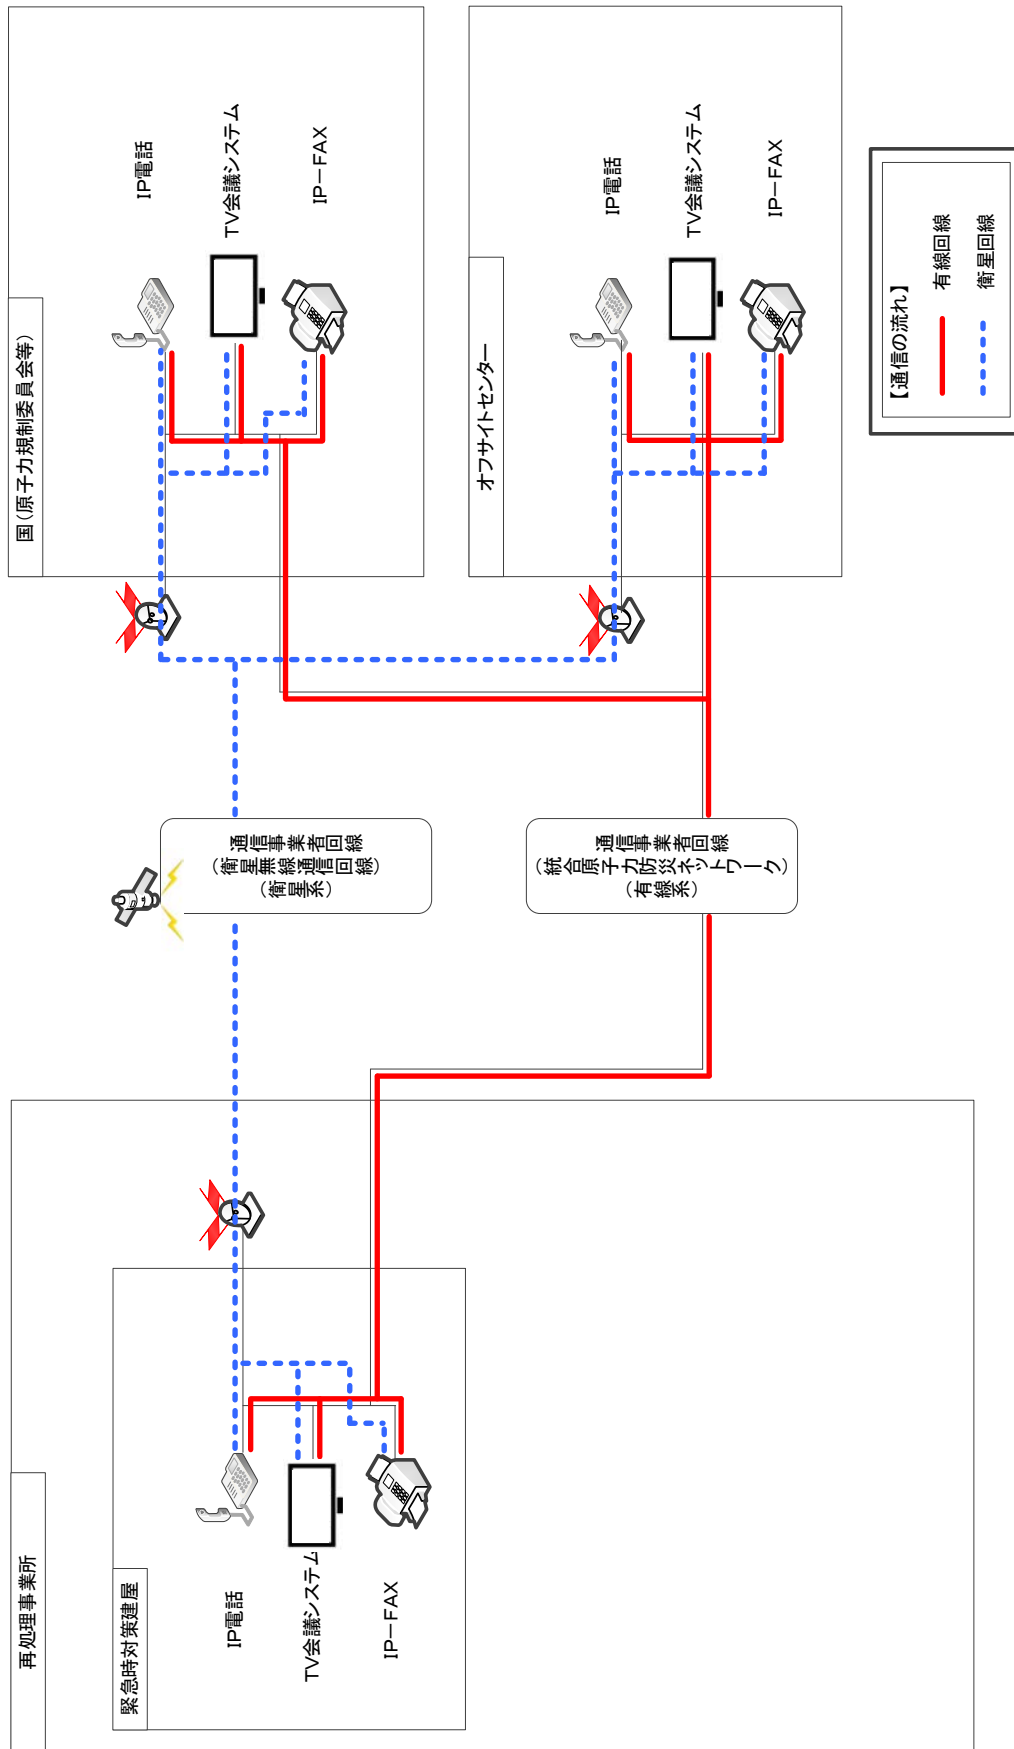 再処理事業所
緊急時対策建屋
IP電話
TV会議システム
IP－FAX
通信事業者回線
(衛星無線通信回線)
(衛星系)
通信事業者回線
(統合原子力防災ネットワーク)
(有線系)
国(原子力規制委員会等)
IP電話
TV会議システム
IP－FAX
オフサイトセンター
IP電話
TV会議システム
IP－FAX
【通信の流れ】
有線回線
衛星回線